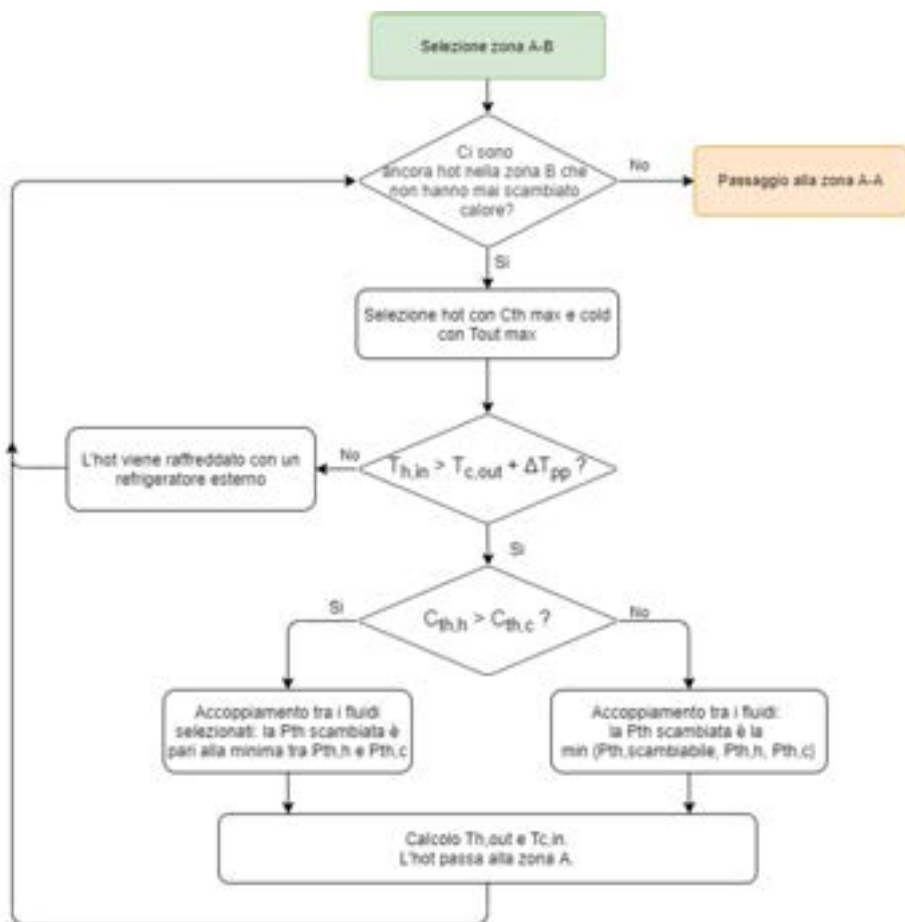 Selezione zona A-B
Ci sono
ancora hot nella zona B che
non hanno mai scambiato
calore?
No
Passaggio alla zona A-A
Si
Selezione hot con Cth max e cold
con Tout max
L'hot viene raffreddato con un
refrigeratore esterno
No
Th,in > Tc,out + ΔTpp ?
Si
Si
Cth,h > Cth,c ?
No
Accoppiamento tra i fluidi
selezionati: la Pth scambiata è
pari alla minima tra Pth,h e Pth,c
Accoppiamento tra i fluidi:
la Pth scambiata è la
min (Pth,scambiabile, Pth,h, Pth,c)
Calcolo Th,out e Tc,in.
L'hot passa alla zona A.